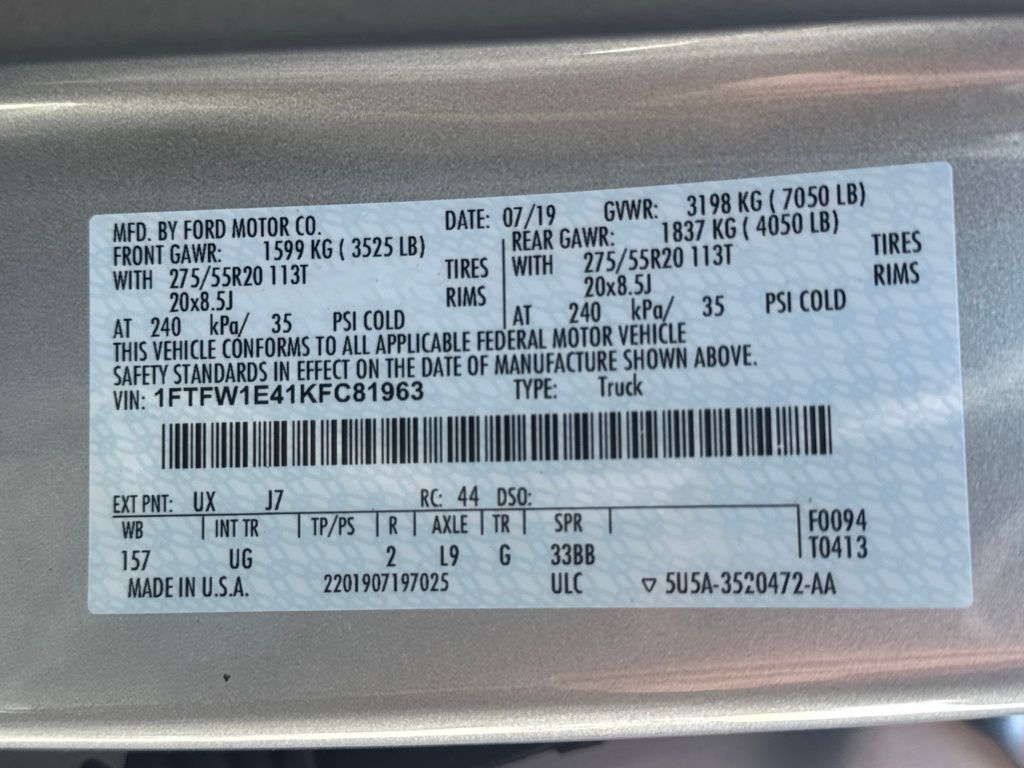 MFD. BY FORD MOTOR CO. DATE: 07/19 GVWR: 3198 KG ( 7050 LB)
FRONT GAWR: 1599 KG ( 3525 LB) REAR GAWR: 1837 KG ( 4050 LB)
WITH 275/55R20 113T TIRES WITH 275/55R20 113T TIRES
20x8.5J RIMS 20x8.5J RIMS
AT 240 kPa/ 35 PSI COLD AT 240 kPa/ 35 PSI COLD
THIS VEHICLE CONFORMS TO ALL APPLICABLE FEDERAL MOTOR VEHICLE
SAFETY STANDARDS IN EFFECT ON THE DATE OF MANUFACTURE SHOWN ABOVE.
VIN: 1FTFW1E41KFC81963 TYPE: Truck
EXT PNT: UX J7 RC: 44 DSO:
WB INT TR TP/PS R AXLE TR SPR F0094
157 UG 2 L9 G 33BB T0413
MADE IN U.S.A. 2201907197025 ULC ▽ 5U5A-3520472-AA